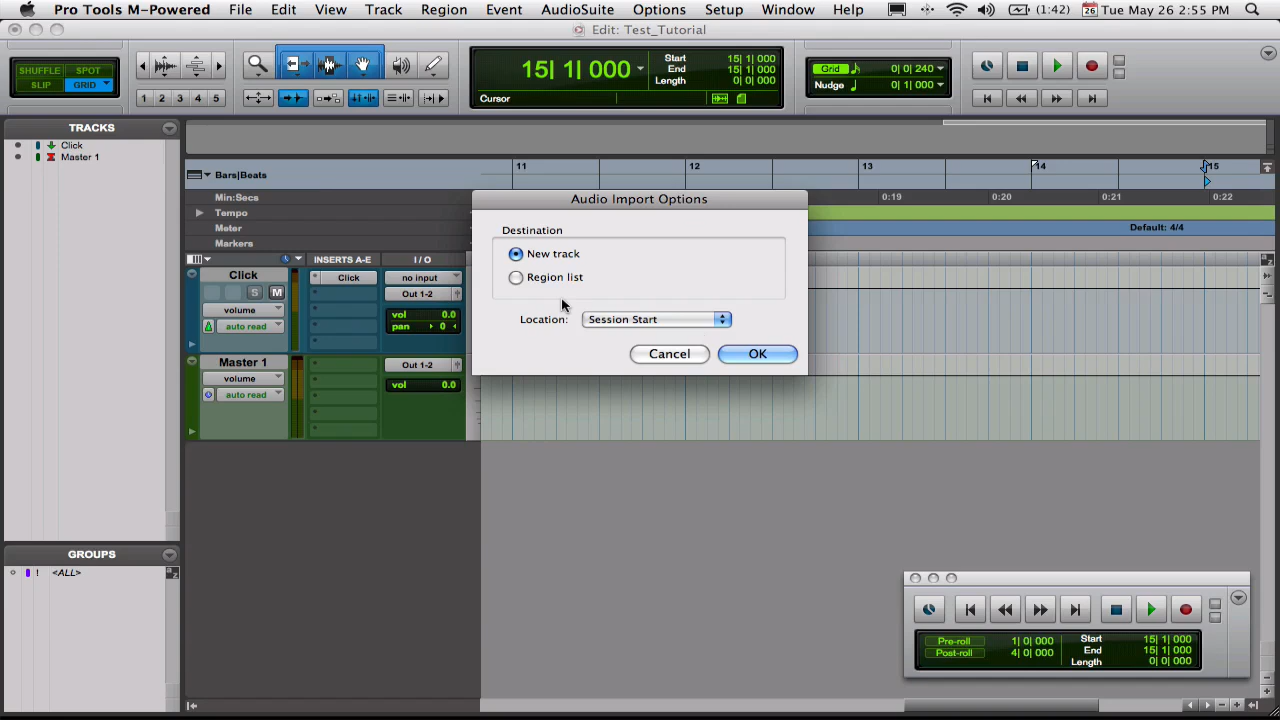 Pro Tools M-Powered File Edit View Track Region Event AudioSuite Options Setup Window Help (1:42) 26 Tue May 26 2:55 PM
Edit: Test_Tutorial
SHUFFLE SPOT
SLIP GRID
1 2 3 4 5
15| 1| 000
Start 15| 1| 000
End 15| 1| 000
Length 0| 0| 000
Cursor
Grid 0| 0| 240
Nudge 0| 1| 000
TRACKS
Click
Master 1
Bars|Beats 11 12 13 14 15
Min:Secs 0:19 0:20 0:21 0:22
Tempo
Meter Default: 4/4
Markers
INSERTS A-E I / O
Click
S M
volume
auto read
Click
no input
Out 1-2
vol 0.0
pan 0
Master 1
volume
auto read
Out 1-2
vol 0.0
Audio Import Options
Destination
New track
Region list
Location: Session Start
Cancel OK
GROUPS
! <ALL>
Pre-roll 1| 0| 000
Post-roll 4| 0| 000
Start 15| 1| 000
End 15| 1| 000
Length 0| 0| 000